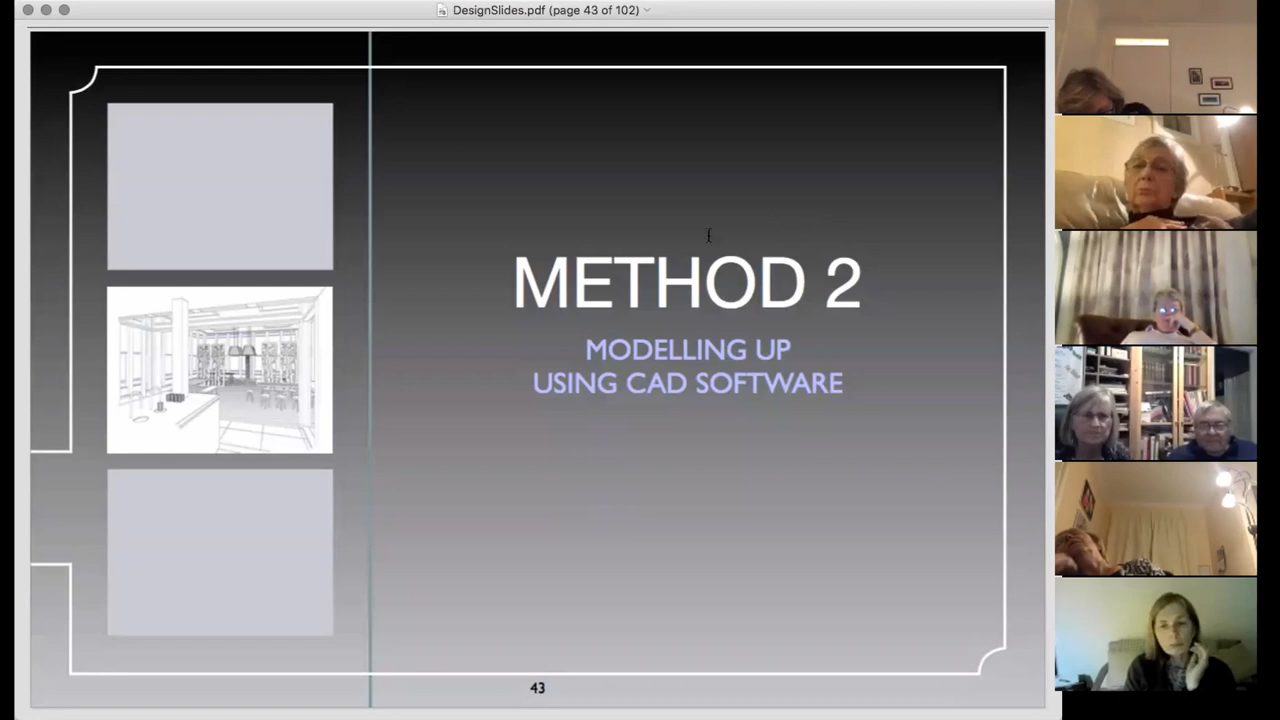 DesignSlides.pdf (page 43 of 102)
METHOD 2
MODELLING UP
USING CAD SOFTWARE
43